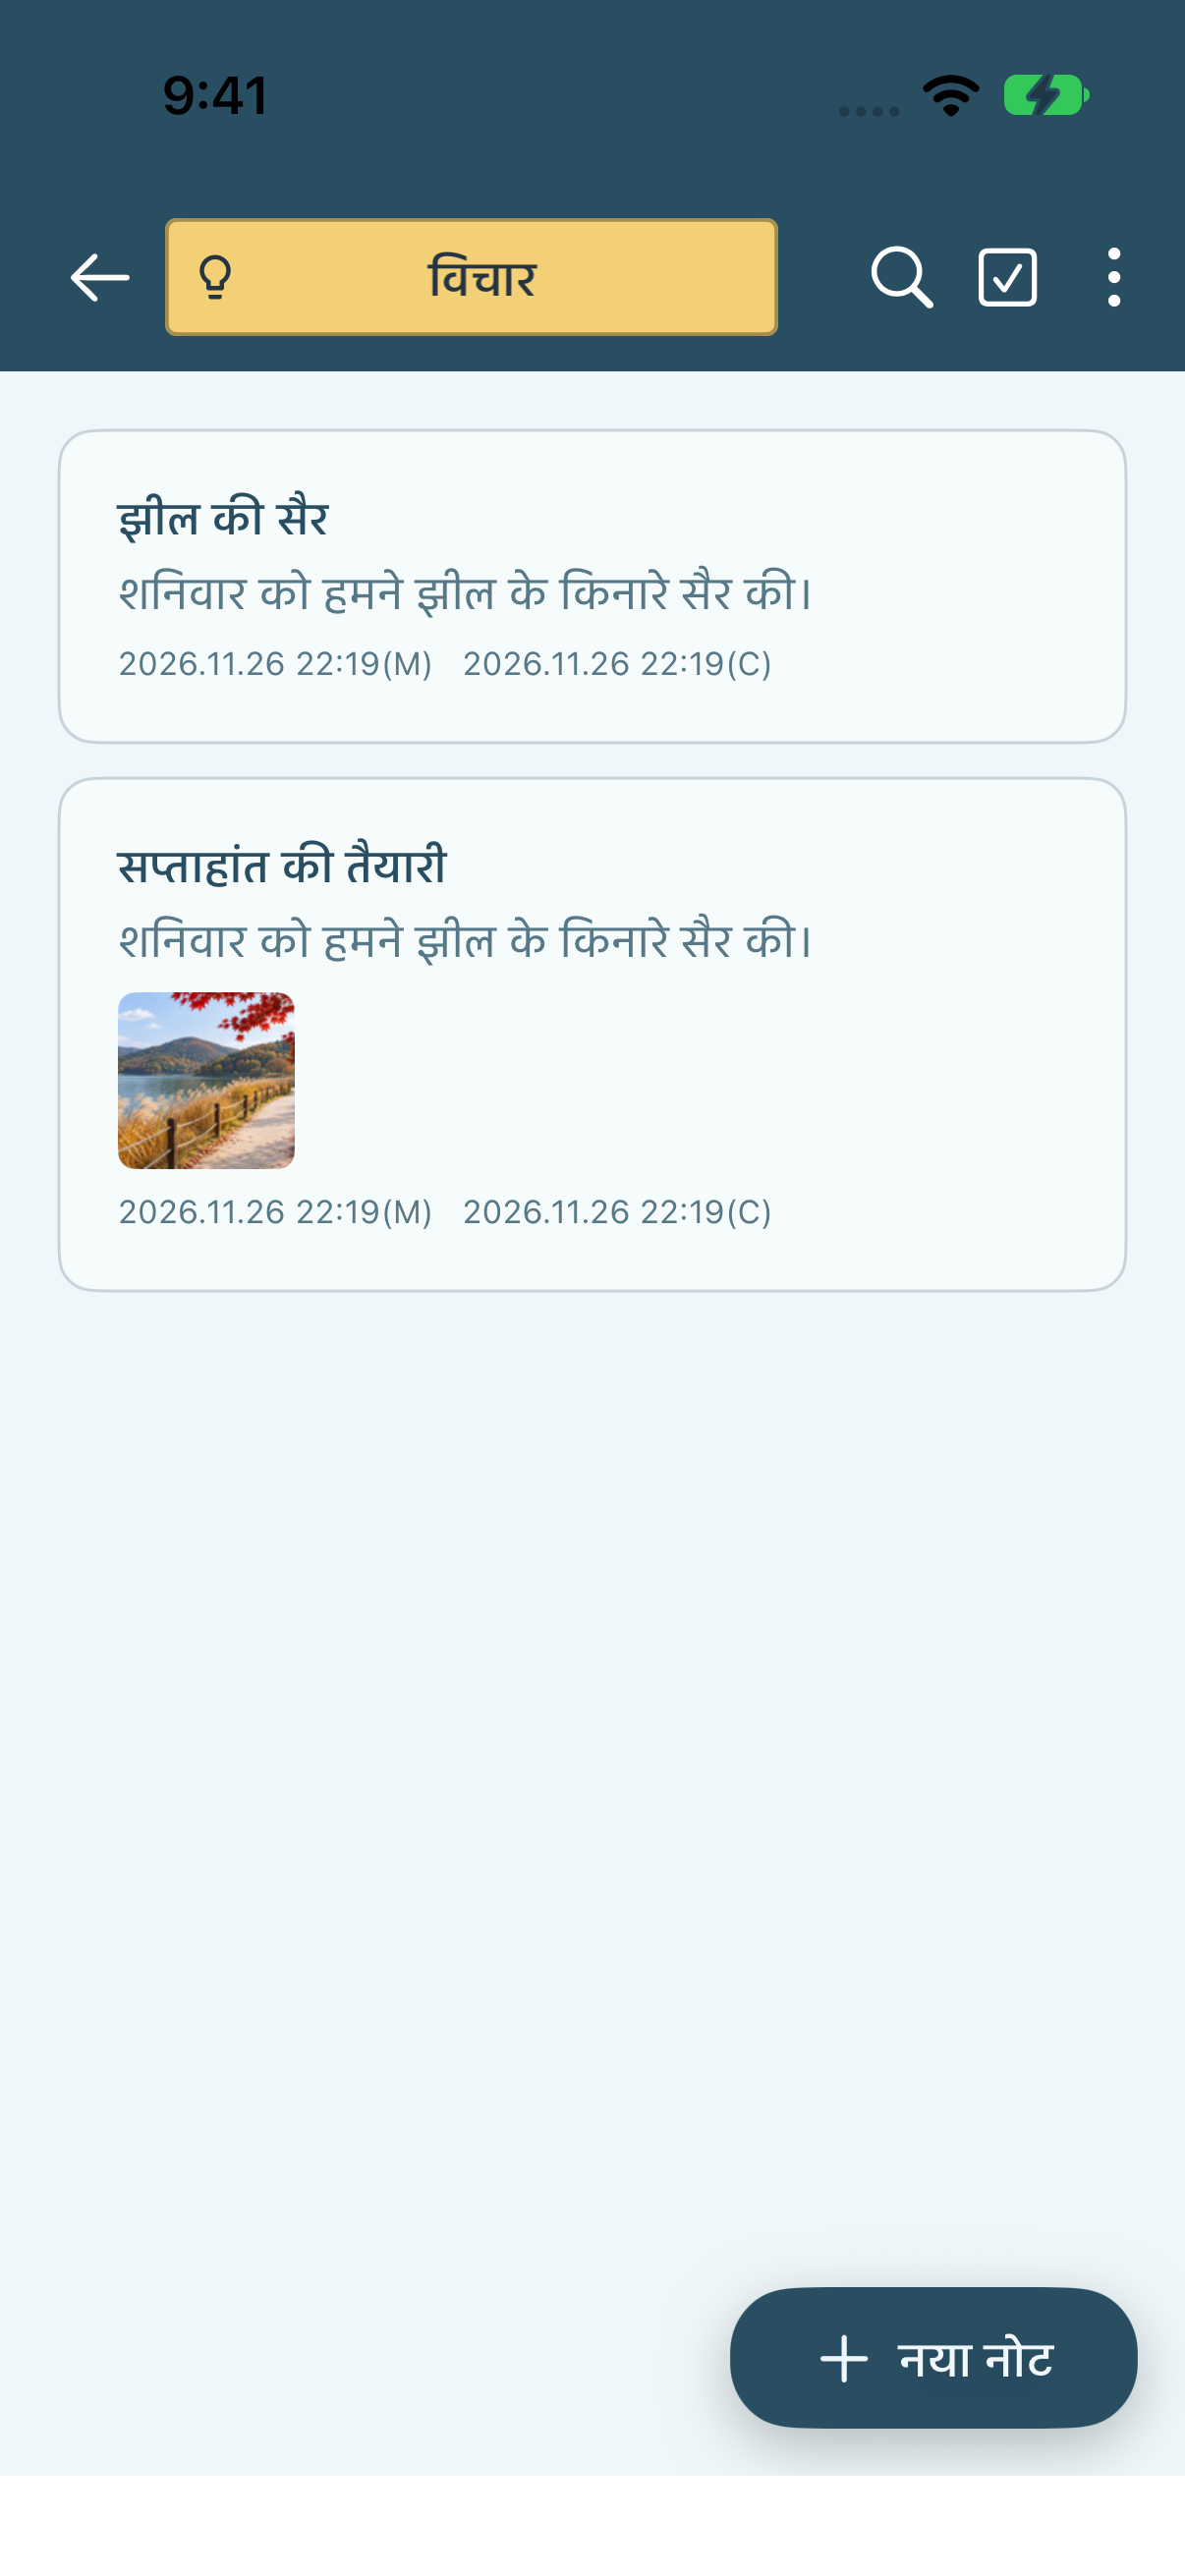 9:41
विचार
झील की सैर
शनिवार को हमने झील के किनारे सैर की।
2026.11.26 22:19(M) 2026.11.26 22:19(C)
सप्ताहांत की तैयारी
शनिवार को हमने झील के किनारे सैर की।
2026.11.26 22:19(M) 2026.11.26 22:19(C)
नया नोट